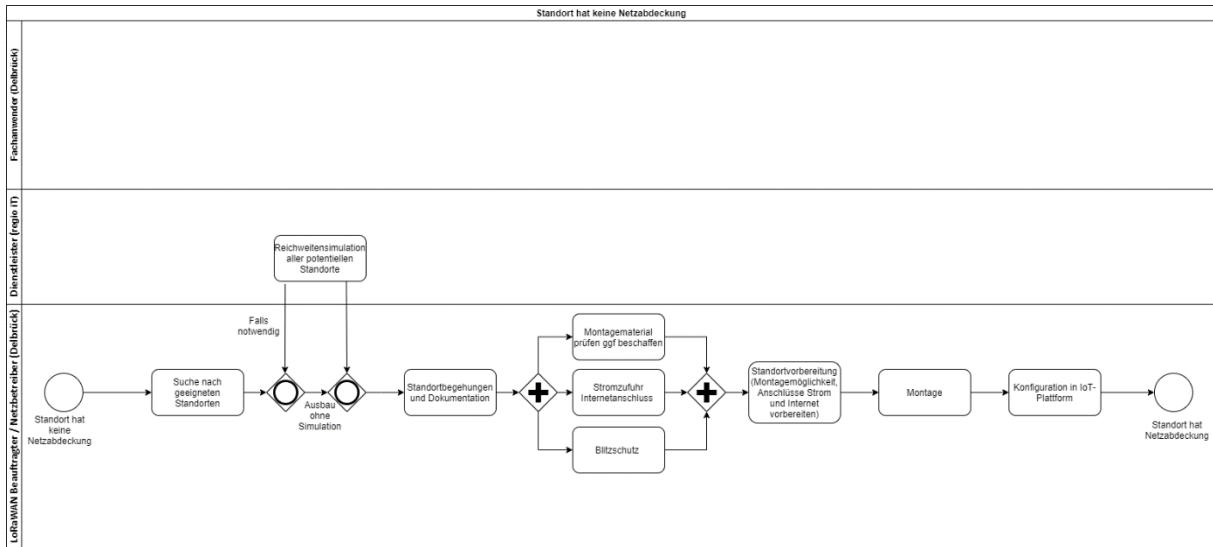 Standort hat keine Netzabdeckung
Fachanwender (Delbrück)
Dienstleister (regio iT)
Reichweitensimulation
aller potentiellen
Standorte
LoRaWAN Beauftragter / Netzbetreiber (Delbrück)
Standort hat
keine
Netzabdeckung
Suche nach
geeigneten
Standorten
Falls
notwendig
Ausbau
ohne
Simulation
Standortbegehungen
und Dokumentation
Montagematerial
prüfen ggf beschaffen
Stromzufuhr
Internetanschluss
Blitzschutz
Standortvorbereitung
(Montagemöglichkeit,
Anschlüsse Strom
und Internet
vorbereiten)
Montage
Konfiguration in IoT-
Plattform
Standort hat
Netzabdeckung